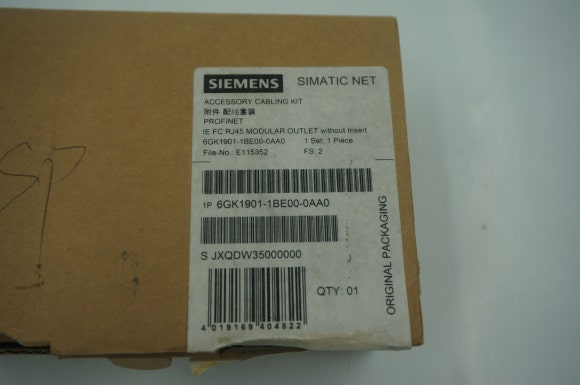 SIEMENS SIMATIC NET
ACCESSORY CABLING KIT
附件 配线套装
PROFINET
IE FC RJ45 MODULAR OUTLET without Insert
6GK1901-1BE00-0AA0 1 Set: 1 Piece
File-No.: E115352 FS: 2
1P 6GK1901-1BE00-0AA0
S JXQDW35000000
QTY: 01
4 019169 404822
ORIGINAL PACKAGING
SP